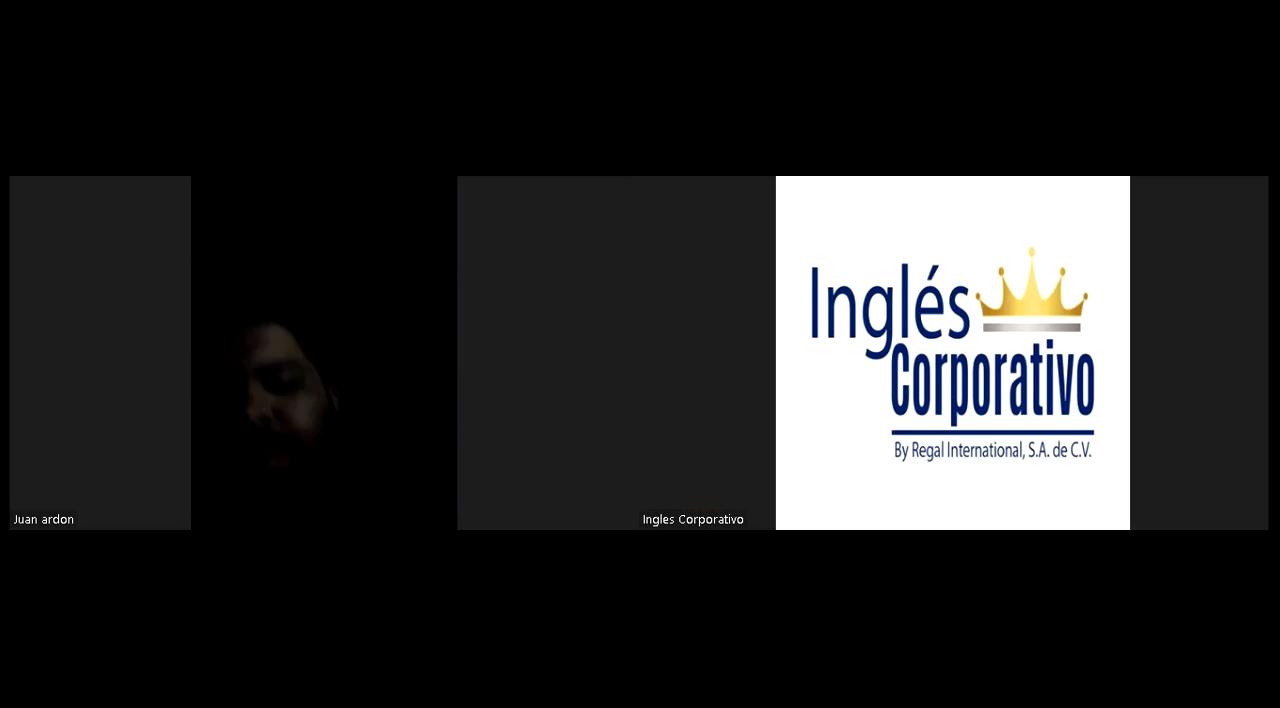 Inglés
Corporativo
By Regal International, S.A. de C.V.
Juan ardon
Ingles Corporativo